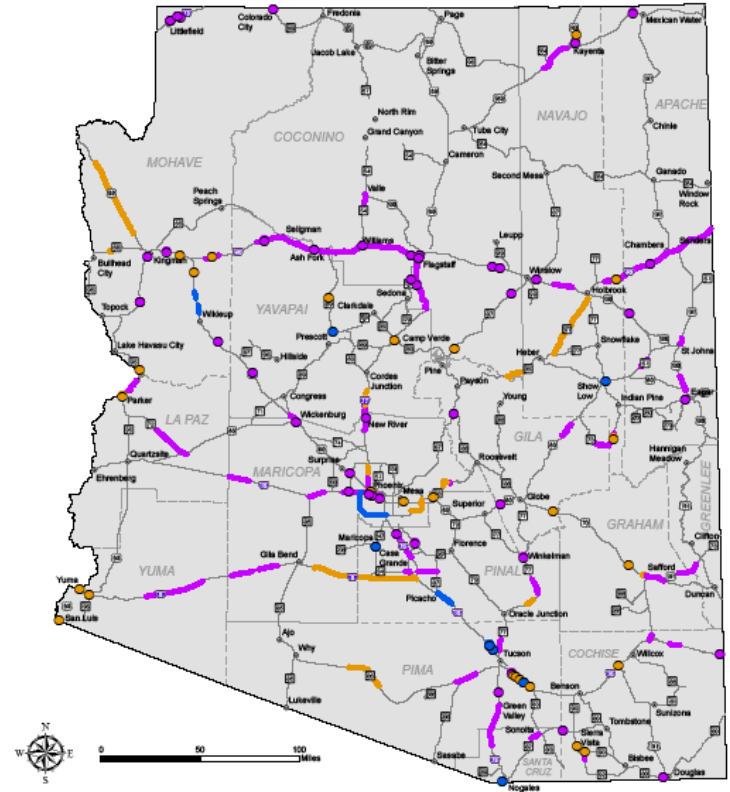 Littlefield
Colorado
City
Fredonia
Page
Mexican Water
Jacob Lake
Bitter
Springs
Kayenta
North Rim
Grand Canyon
COCONINO
NAVAJO
APACHE
Tuba City
Chinle
Cameron
MOHAVE
Second Mesa
Ganado
Window
Rock
Peach
Springs
Valle
Seligman
Williams
Leupp
Chambers
Sanders
Kingman
Ash Fork
Flagstaff
Bullhead
City
Winslow
Holbrook
Topock
YAVAPAI
Sedona
Clarkdale
Wikieup
Prescott
Camp Verde
Snowflake
Lake Havasu City
Hillside
Heber
St Johns
Pine
Payson
Cordes
Junction
Show
Low
Eagar
Parker
Congress
Young
Indian Pine
LA PAZ
Wickenburg
New River
GILA
Hannigan
Meadow
Quartzsite
Surprise
Roosevelt
Ehrenberg
MARICOPA
Phoenix
Mesa
Superior
Globe
GREENLEE
GRAHAM
Maricopa
Florence
Clifton
Gila Bend
Casa
Grande
Winkelman
YUMA
PINAL
Safford
Yuma
Duncan
Picacho
Oracle Junction
San Luis
Ajo
Why
Tucson
COCHISE
Willcox
PIMA
Benson
Lukeville
Green
Valley
Sunizona
Tombstone
Sonoita
Sierra
Vista
Sasabe
SANTA
CRUZ
Bisbee
Douglas
Nogales
N
W
E
S
0
50
100
Miles